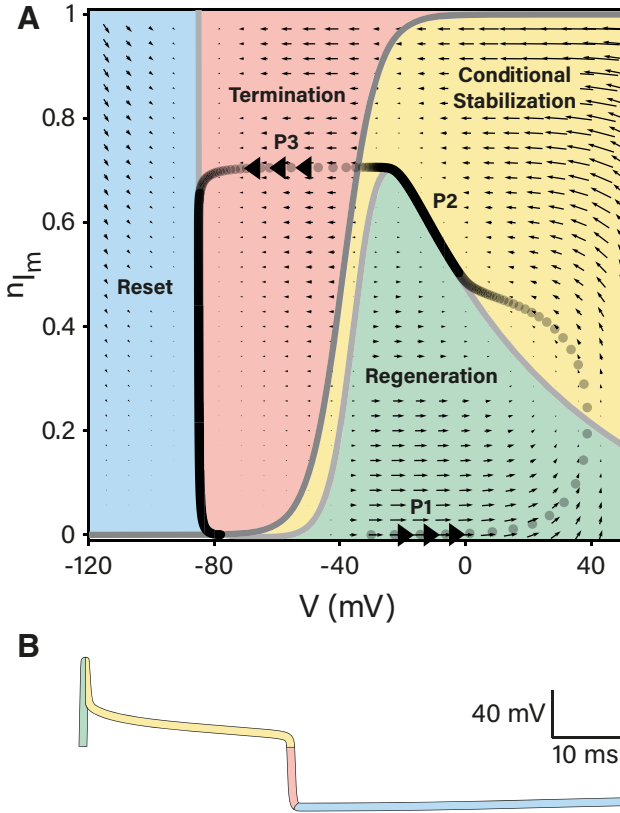 A
1
0.8
0.6
0.4
0.2
0
nIm
Termination
Conditional
Stabilization
P3
P2
Reset
Regeneration
P1
-120
-80
-40
0
40
V (mV)
B
40 mV
10 ms